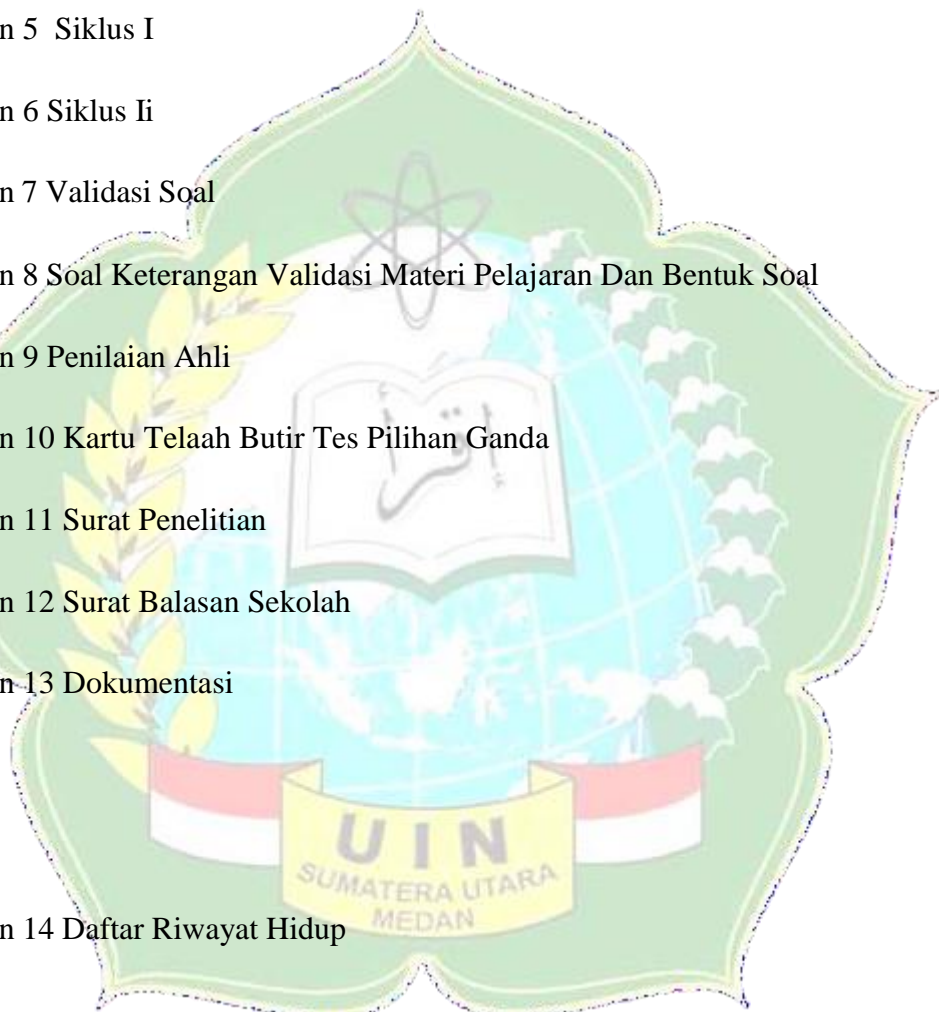 n 5 Siklus I
n 6 Siklus Ii
n 7 Validasi Soal
n 8 Soal Keterangan Validasi Materi Pelajaran Dan Bentuk Soal
n 9 Penilaian Ahli
n 10 Kartu Telaah Butir Tes Pilihan Ganda
اقرأ
n 11 Surat Penelitian
n 12 Surat Balasan Sekolah
n 13 Dokumentasi
UIN
SUMATERA UTARA
MEDAN
n 14 Daftar Riwayat Hidup